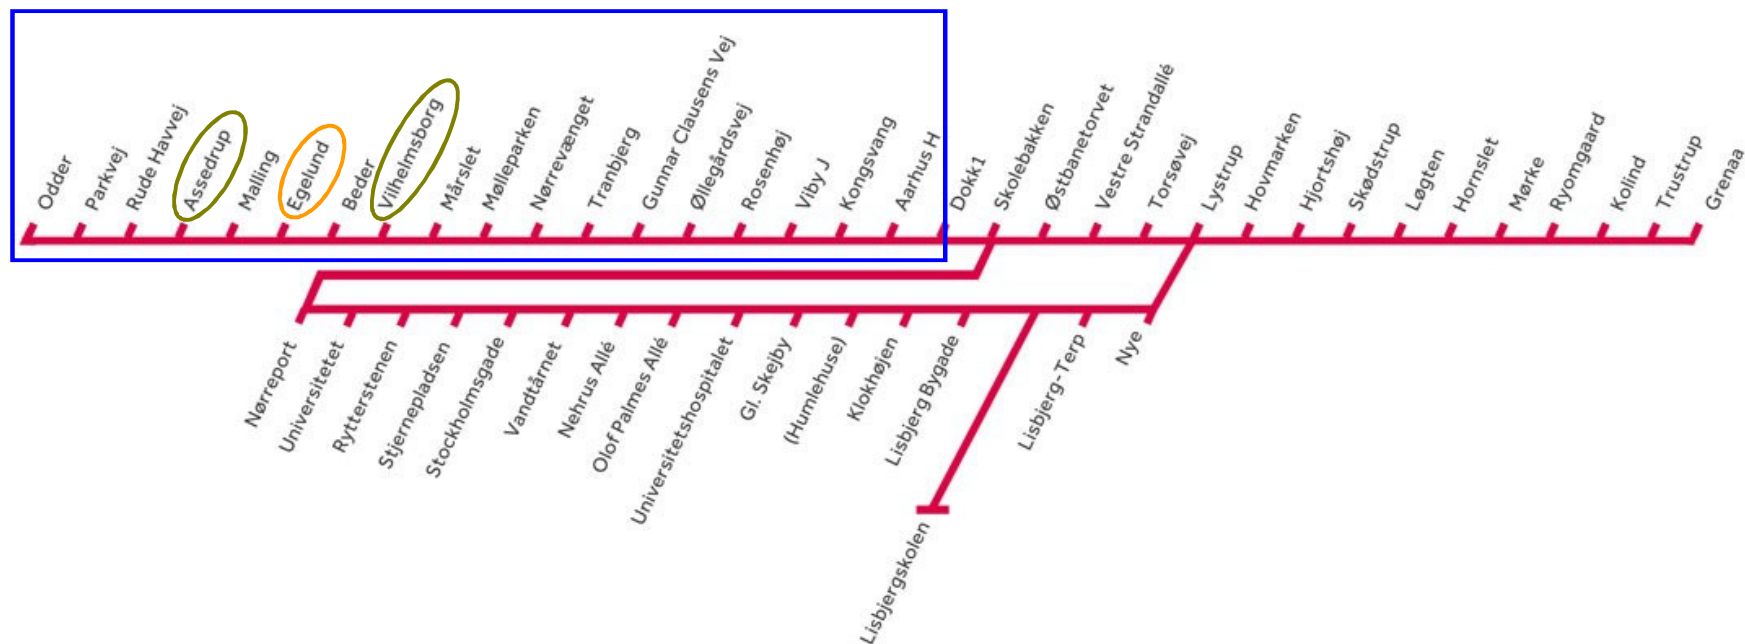 Odder
Parkvej
Rude Havvej
Assedrup
Malling
Egelund
Beder
Vilhelmsborg
Mårslet
Mølleparken
Nørrevænget
Tranbjerg
Gunnar Clausens Vej
Øllegårdsvej
Rosenhøj
Viby J
Kongsvang
Aarhus H
Dokk1
Skolebakken
Østbanetorvet
Vestre Strandallé
Torsøvej
Lystrup
Hovmarken
Hjortshøj
Skødstrup
Løgten
Hornslet
Mørke
Ryomgaard
Kolind
Trustrup
Grenaa
Nørreport
Universitetet
Rytterstenen
Stjernepladsen
Stockholmsgade
Vandtårnet
Nehrus Allé
Olof Palmes Allé
Universitetshospitalet
Gl. Skejby
(Humlehuse)
Klokhøjen
Lisbjerg Bygade
Lisbjergskolen
Lisbjerg-Terp
Nye